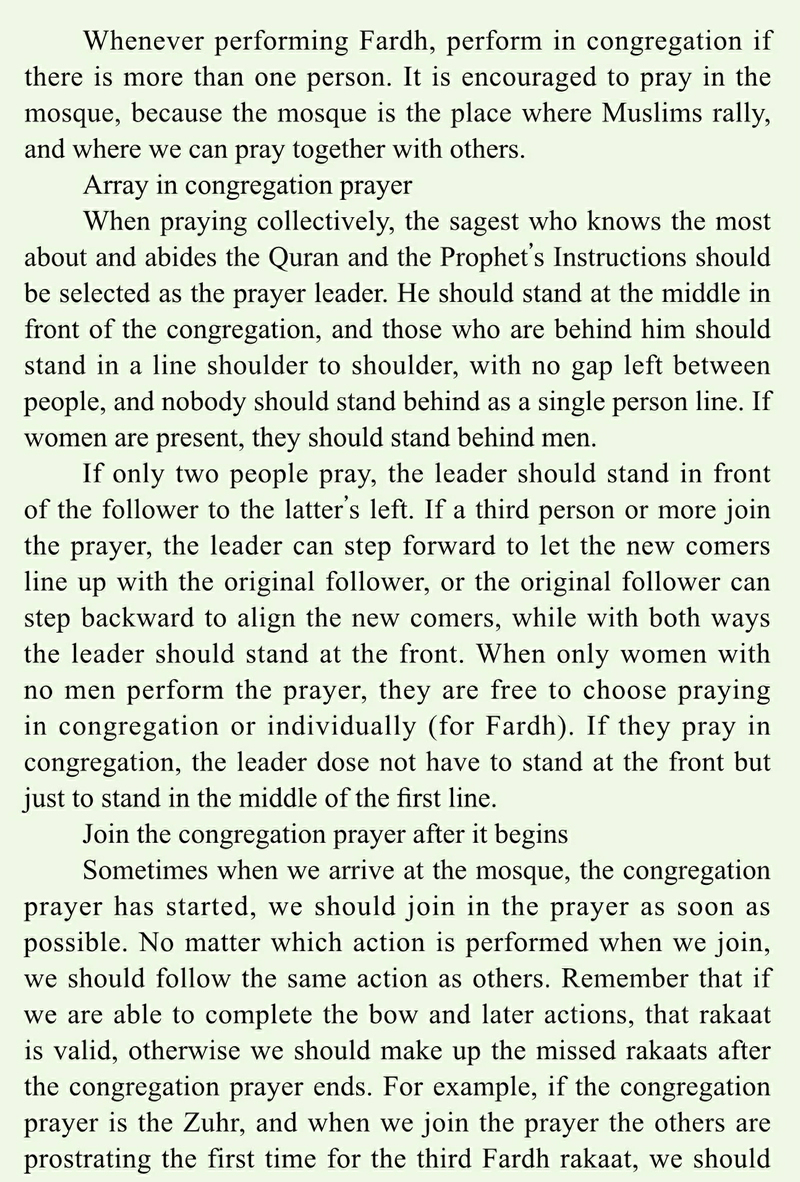 Whenever performing Fardh, perform in congregation if
there is more than one person. It is encouraged to pray in the
mosque, because the mosque is the place where Muslims rally,
and where we can pray together with others.
Array in congregation prayer
When praying collectively, the sagest who knows the most
about and abides the Quran and the Prophet's Instructions should
be selected as the prayer leader. He should stand at the middle in
front of the congregation, and those who are behind him should
stand in a line shoulder to shoulder, with no gap left between
people, and nobody should stand behind as a single person line. If
women are present, they should stand behind men.
If only two people pray, the leader should stand in front
of the follower to the latter's left. If a third person or more join
the prayer, the leader can step forward to let the new comers
line up with the original follower, or the original follower can
step backward to align the new comers, while with both ways
the leader should stand at the front. When only women with
no men perform the prayer, they are free to choose praying
in congregation or individually (for Fardh). If they pray in
congregation, the leader dose not have to stand at the front but
just to stand in the middle of the first line.
Join the congregation prayer after it begins
Sometimes when we arrive at the mosque, the congregation
prayer has started, we should join in the prayer as soon as
possible. No matter which action is performed when we join,
we should follow the same action as others. Remember that if
we are able to complete the bow and later actions, that rakaat
is valid, otherwise we should make up the missed rakaats after
the congregation prayer ends. For example, if the congregation
prayer is the Zuhr, and when we join the prayer the others are
prostrating the first time for the third Fardh rakaat, we should